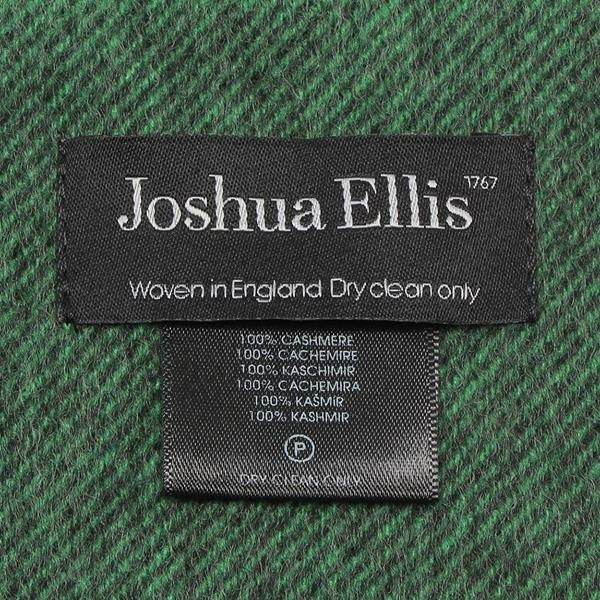 Joshua Ellis 1767
Woven in England Dry clean only
100% CASHMERE
100% CACHEMIRE
100% KASCHIMIR
100% CACHEMIRA
100% KAŠMIR
100% KASHMIR
P
DRY CLEAN ONLY